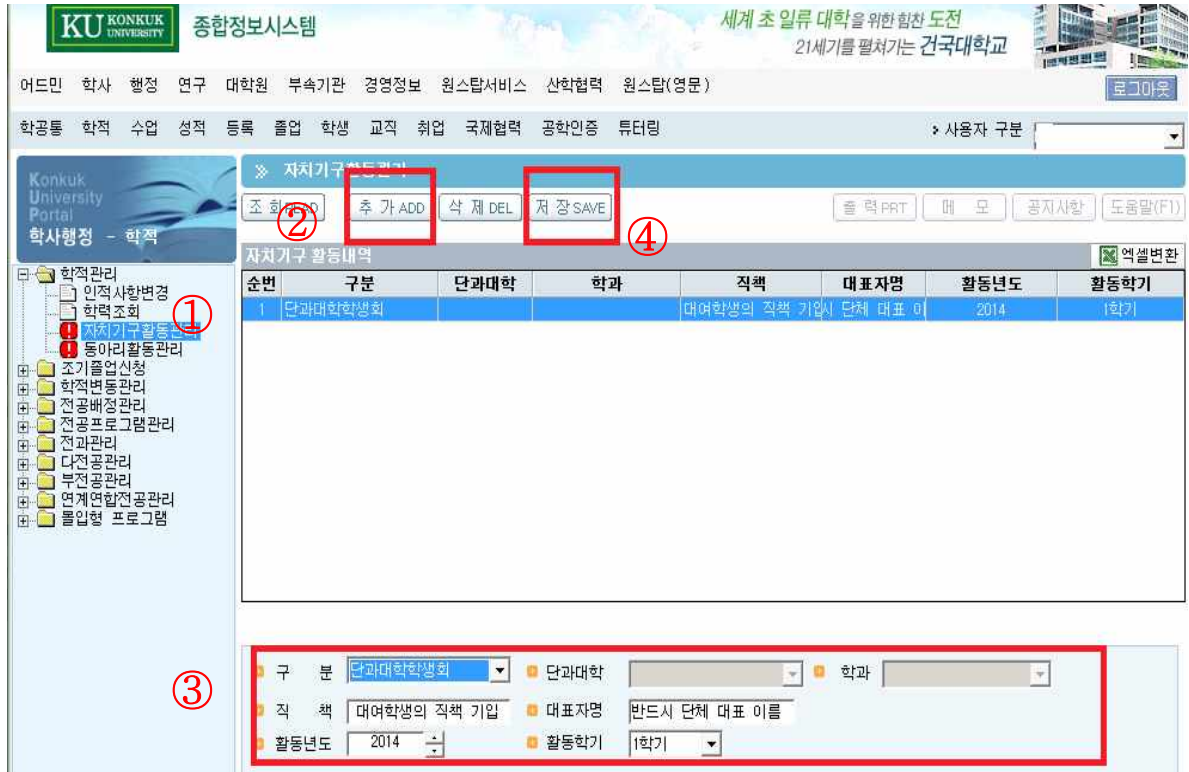 KU KONKUK UNIVERSITY 종합정보시스템
세계 초 일류 대학을 위한 힘찬 도전
21세기를 펼쳐가는 건국대학교
어드민 학사 행정 연구 대학원 부속기관 경영정보 원스탑서비스 산학협력 원스탑(영문) 로그아웃
학공통 학적 수업 성적 등록 졸업 학생 교직 취업 국제협력 공학인증 튜터링 사용자 구분
Konkuk
University
Portal
학사행정 - 학적
자치기구활동관리
조 회 ② 추 가 ADD 삭 제 DEL 저 장 SAVE ④ 출 력 PRT 메 모 공지사항 도움말(F1)
자치기구 활동내역 엑셀변환
순번 구분 단과대학 학과 직책 대표자명 활동년도 활동학기
1 단과대학학생회 대여학생의 직책 기입 시 단체 대표 이 2014 1학기
학적관리
인적사항변경
학력조회 ①
자치기구활동관리
동아리활동관리
조기졸업신청
학적변동관리
전공배정관리
전공프로그램관리
전과관리
다전공관리
부전공관리
연계연합전공관리
몰입형 프로그램
③
구 분 단과대학학생회 단과대학 학과
직 책 대여학생의 직책 기입 대표자명 반드시 단체 대표 이름
활동년도 2014 활동학기 1학기